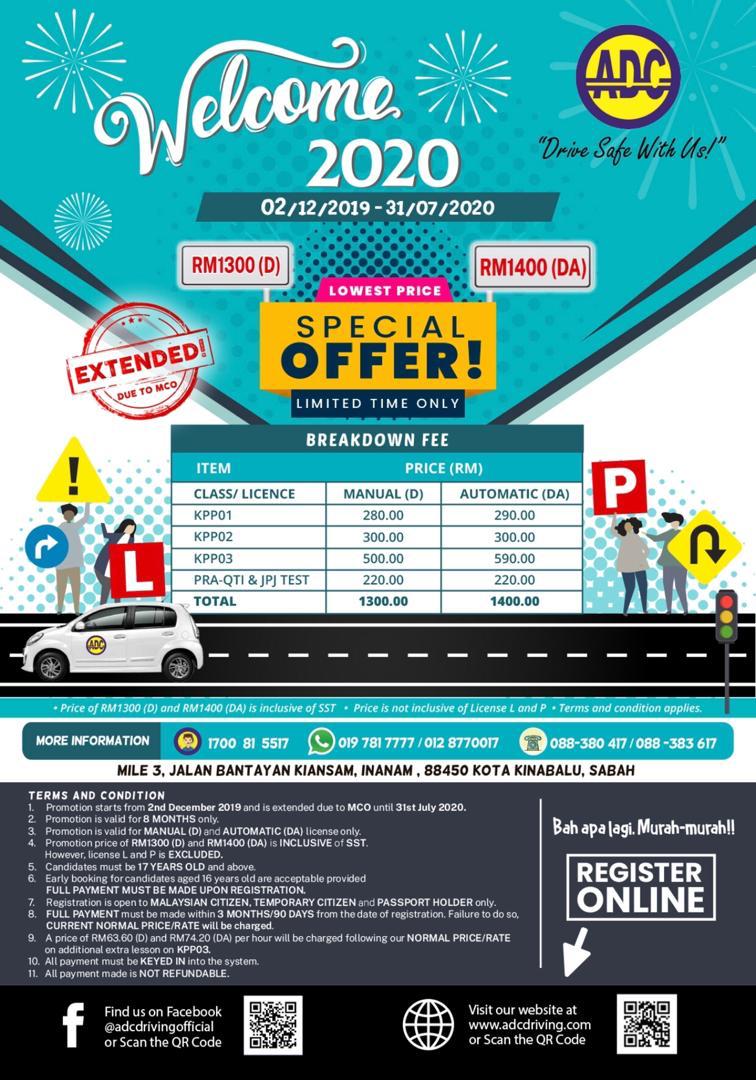 Welcome
2020
ADC
"Drive Safe With Us!"
02/12/2019 - 31/07/2020
RM1300 (D)
RM1400 (DA)
LOWEST PRICE
SPECIAL
OFFER!
LIMITED TIME ONLY
EXTENDED!
DUE TO MCO
BREAKDOWN FEE
ITEM PRICE (RM)
CLASS/ LICENCE MANUAL (D) AUTOMATIC (DA)
KPP01 280.00 290.00
KPP02 300.00 300.00
KPP03 500.00 590.00
PRA-QTI & JPJ TEST 220.00 220.00
TOTAL 1300.00 1400.00
!
L
P
ADC
• Price of RM1300 (D) and RM1400 (DA) is inclusive of SST • Price is not inclusive of License L and P • Terms and condition applies.
MORE INFORMATION 1700 81 5517 019 781 7777 / 012 8770017 088-380 417 / 088 -383 617
MILE 3, JALAN BANTAYAN KIANSAM, INANAM , 88450 KOTA KINABALU, SABAH
TERMS AND CONDITION
1. Promotion starts from 2nd December 2019 and is extended due to MCO until 31st July 2020.
2. Promotion is valid for 8 MONTHS only.
3. Promotion is valid for MANUAL (D) and AUTOMATIC (DA) license only.
4. Promotion price of RM1300 (D) and RM1400 (DA) is INCLUSIVE of SST.
However, license L and P is EXCLUDED.
5. Candidates must be 17 YEARS OLD and above.
6. Early booking for candidates aged 16 years old are acceptable provided
FULL PAYMENT MUST BE MADE UPON REGISTRATION.
7. Registration is open to MALAYSIAN CITIZEN, TEMPORARY CITIZEN and PASSPORT HOLDER only.
8. FULL PAYMENT must be made within 3 MONTHS/90 DAYS from the date of registration. Failure to do so,
CURRENT NORMAL PRICE/RATE will be charged.
9. A price of RM63.60 (D) and RM74.20 (DA) per hour will be charged following our NORMAL PRICE/RATE
on additional extra lesson on KPP03.
10. All payment must be KEYED IN into the system.
11. All payment made is NOT REFUNDABLE.
Bah apa lagi. Murah-murah!!
REGISTER
ONLINE
Find us on Facebook
@adcdrivingofficial
or Scan the QR Code
Visit our website at
www.adcdriving.com
or Scan the QR Code